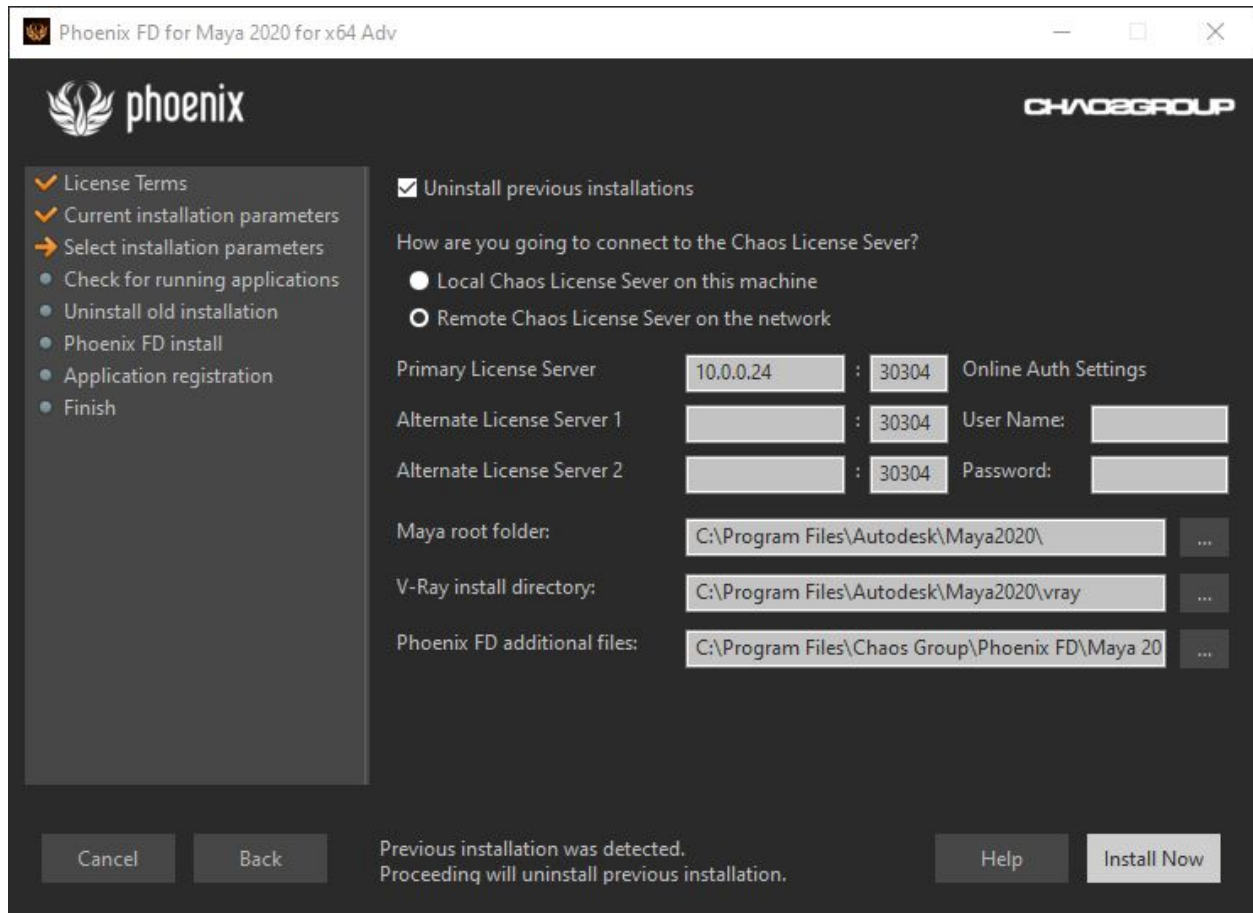 Phoenix FD for Maya 2020 for x64 Adv
phoenix
CHAOSGROUP
License Terms
Current installation parameters
Select installation parameters
Check for running applications
Uninstall old installation
Phoenix FD install
Application registration
Finish
Uninstall previous installations
How are you going to connect to the Chaos License Sever?
Local Chaos License Sever on this machine
Remote Chaos License Sever on the network
Primary License Server 10.0.0.24 : 30304 Online Auth Settings
Alternate License Server 1 : 30304 User Name:
Alternate License Server 2 : 30304 Password:
Maya root folder: C:\Program Files\Autodesk\Maya2020\ ...
V-Ray install directory: C:\Program Files\Autodesk\Maya2020\vray ...
Phoenix FD additional files: C:\Program Files\Chaos Group\Phoenix FD\Maya 20 ...
Cancel Back
Previous installation was detected.
Proceeding will uninstall previous installation.
Help Install Now